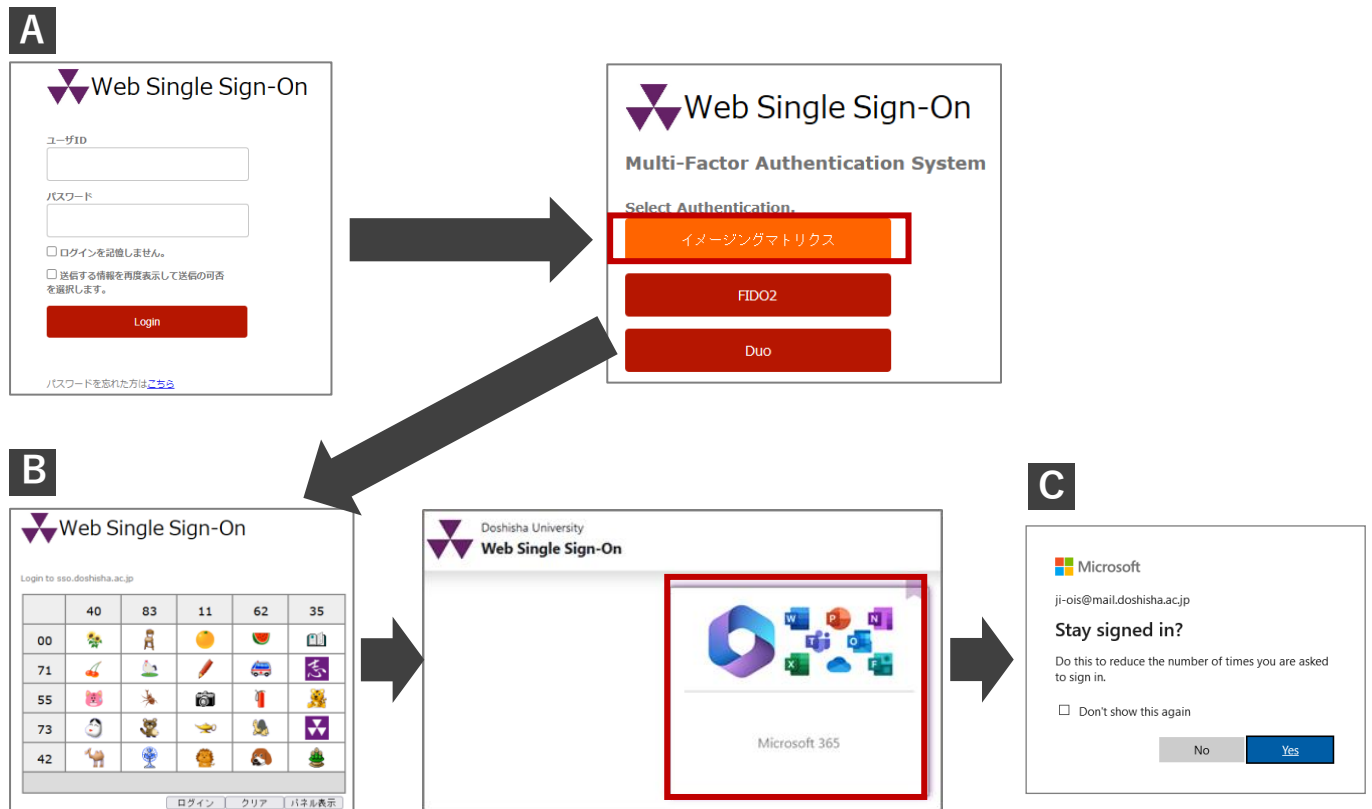 A
Web Single Sign-On
ユーザID
パスワード
ログインを記憶しません。
送信する情報を再度表示して送信の可否
を選択します。
Login
パスワードを忘れた方はこちら
Web Single Sign-On
Multi-Factor Authentication System
Select Authentication.
イメージングマトリクス
FIDO2
Duo
B
Web Single Sign-On
Login to sso.doshisha.ac.jp
40 83 11 62 35
00
71 志
55
73
42
ログイン クリア パネル表示
Doshisha University
Web Single Sign-On
W P N
T O
X F
Microsoft 365
C
Microsoft
ji-ois@mail.doshisha.ac.jp
Stay signed in?
Do this to reduce the number of times you are asked
to sign in.
Don't show this again
No Yes